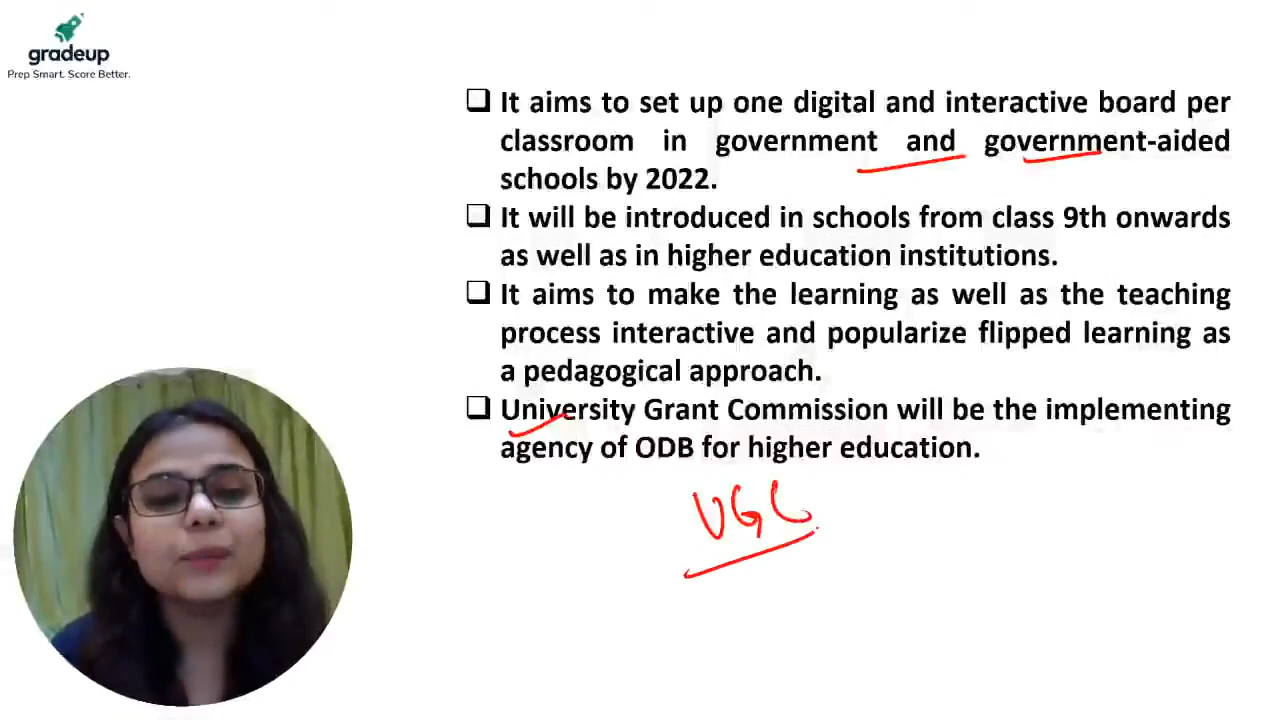 gradeup
Prep Smart. Score Better.
It aims to set up one digital and interactive board per
classroom in government and government-aided
schools by 2022.
It will be introduced in schools from class 9th onwards
as well as in higher education institutions.
It aims to make the learning as well as the teaching
process interactive and popularize flipped learning as
a pedagogical approach.
University Grant Commission will be the implementing
agency of ODB for higher education.
UGC